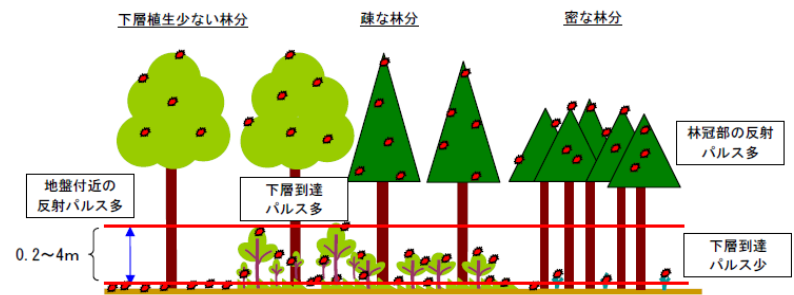 下層植生少ない林分
疎な林分
密な林分
林冠部の反射
パルス多
地盤付近の
反射パルス多
下層到達
パルス多
0.2～4m
下層到達
パルス少